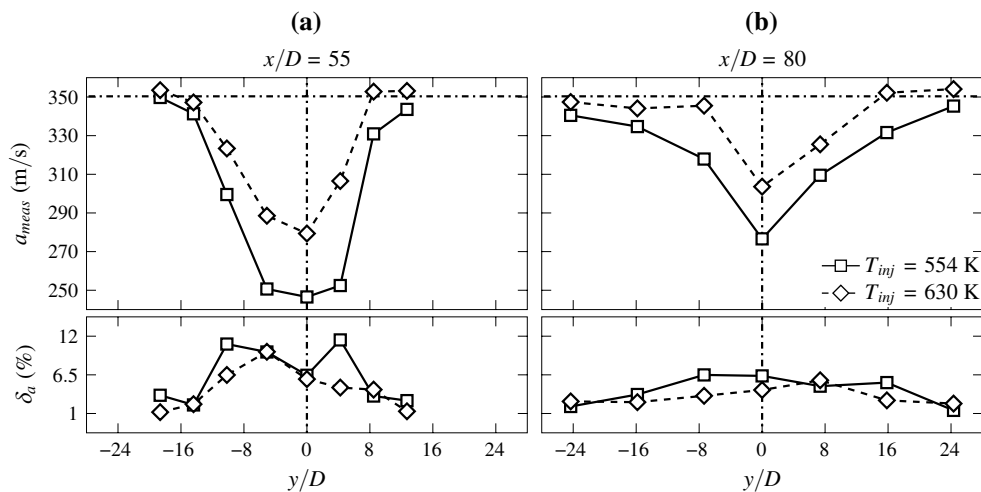 (a)
(b)
x/D = 55
x/D = 80
350
330
310
290
270
250
a_meas (m/s)
T_inj = 554 K
T_inj = 630 K
12
6.5
1
δ_a (%)
−24 −16 −8 0 8 16 24
−24 −16 −8 0 8 16 24
y/D
y/D